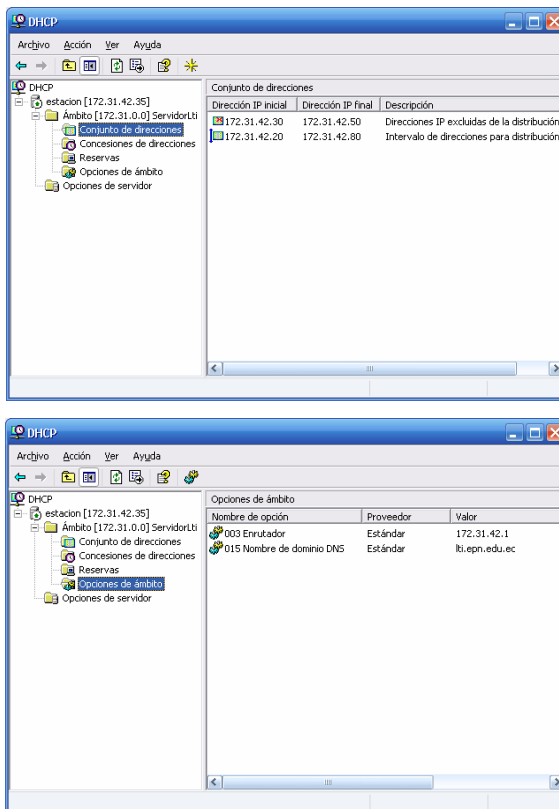 DHCP
Archivo Acción Ver Ayuda
DHCP
estacion [172.31.42.35]
Ámbito [172.31.0.0] ServidorLti
Conjunto de direcciones
Concesiones de direcciones
Reservas
Opciones de ámbito
Opciones de servidor
Conjunto de direcciones
Dirección IP inicial Dirección IP final Descripción
172.31.42.30 172.31.42.50 Direcciones IP excluidas de la distribución
172.31.42.20 172.31.42.80 Intervalo de direcciones para distribución
DHCP
Archivo Acción Ver Ayuda
DHCP
estacion [172.31.42.35]
Ámbito [172.31.0.0] ServidorLti
Conjunto de direcciones
Concesiones de direcciones
Reservas
Opciones de ámbito
Opciones de servidor
Opciones de ámbito
Nombre de opción Proveedor Valor
003 Enrutador Estándar 172.31.42.1
015 Nombre de dominio DNS Estándar lti.epn.edu.ec